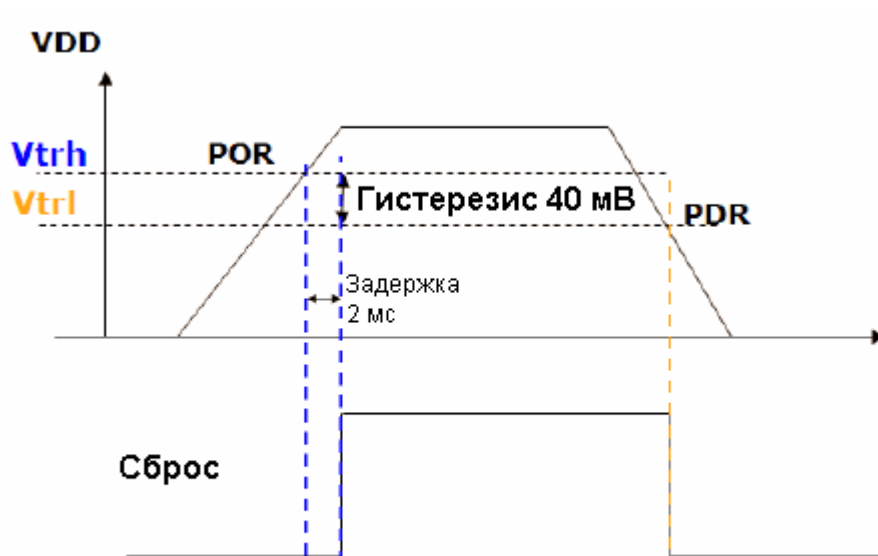 VDD
Vtrh
POR
Vtrl
Гистерезис 40 мВ
PDR
Задержка
2 мс
Сброс